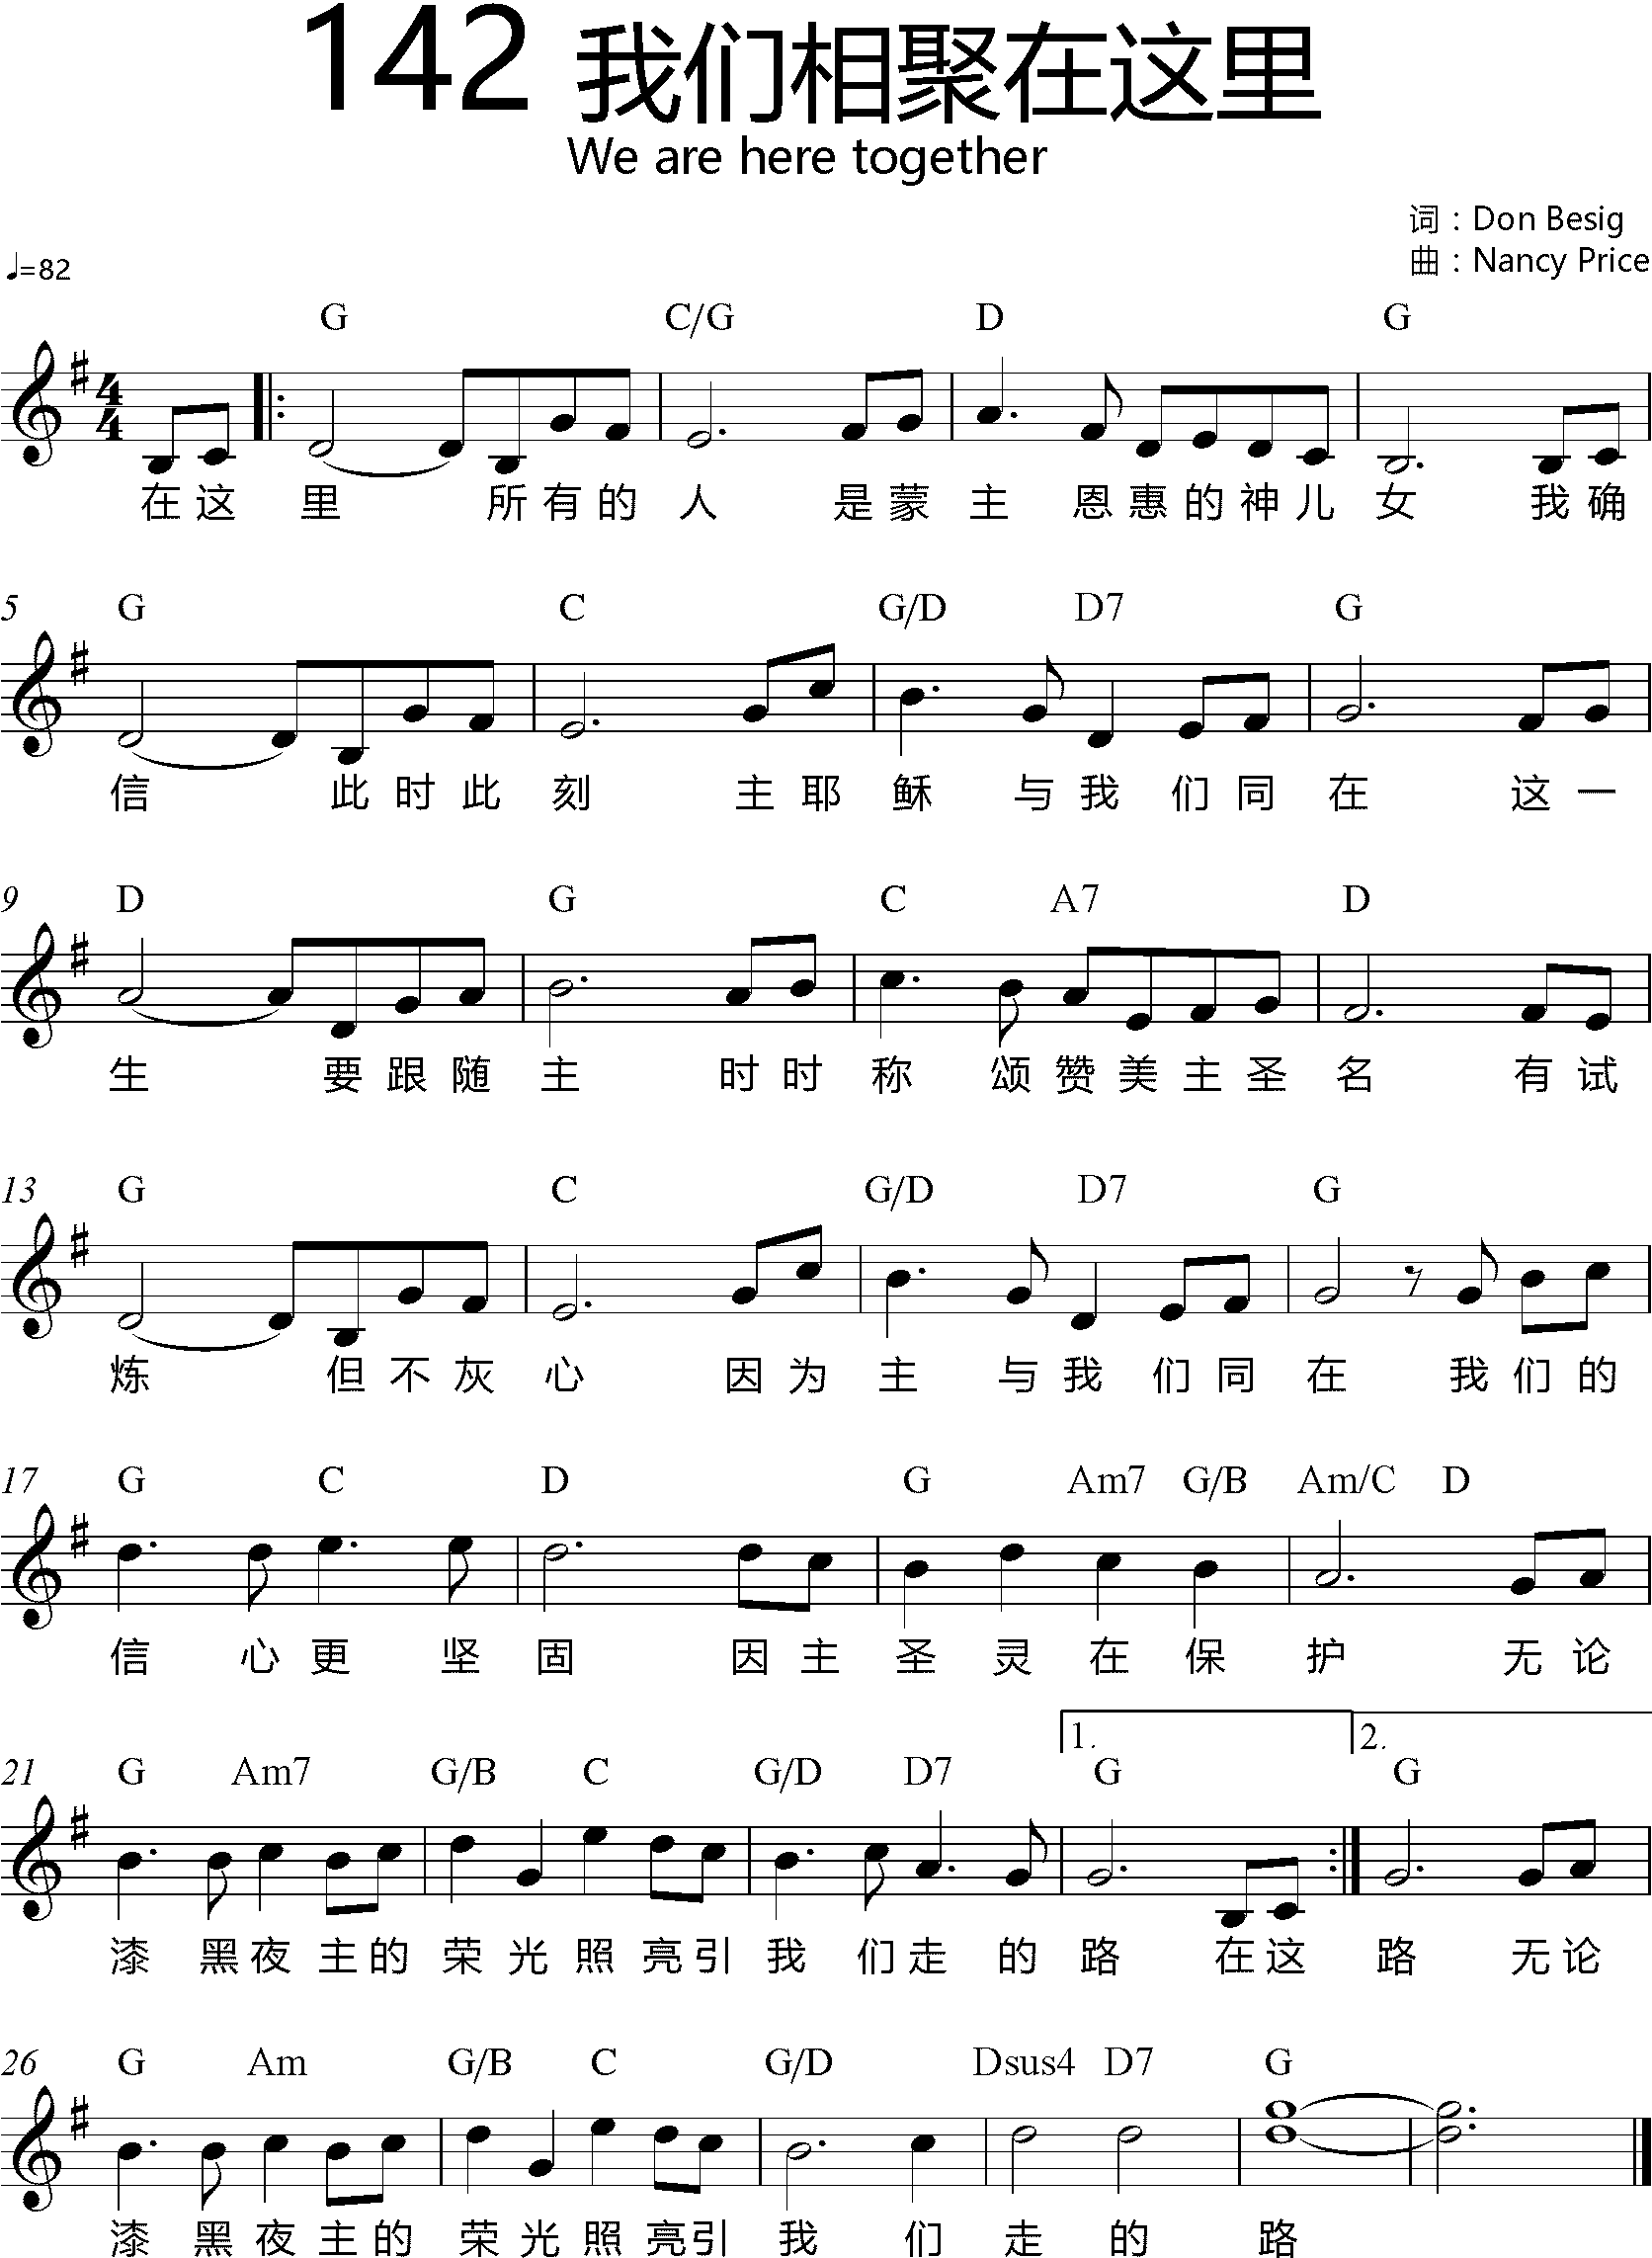 142 我们相聚在这里
We are here together
词：Don Besig
♩=82
曲：Nancy Price
G C/G D G
在这 里 所有的 人 是蒙 主 恩惠的神儿 女 我确
5 G C G/D D7 G
信 此时此 刻 主耶 稣 与我 们同 在 这一
9 D G C A7 D
生 要跟随 主 时时 称 颂赞美主圣 名 有试
13 G C G/D D7 G
炼 但不灰 心 因为 主 与我 们同 在 我们的
17 G C D G Am7 G/B Am/C D
信 心更 坚 固 因主 圣灵在保 护 无论
1. 2.
21 G Am7 G/B C G/D D7 G G
漆 黑夜 主的 荣光照 亮引 我 们走 的 路 在这 路 无论
26 G Am G/B C G/D Dsus4 D7 G
漆 黑夜 主的 荣光照 亮引 我 们 走 的 路